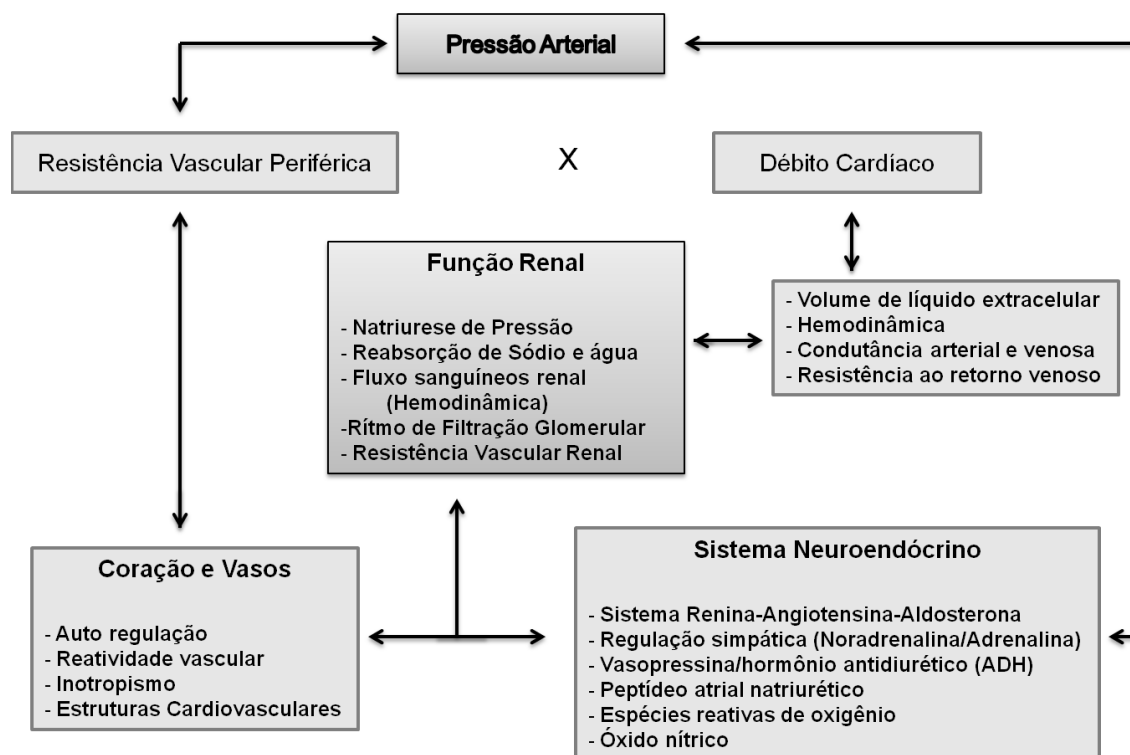 Pressão Arterial
Resistência Vascular Periférica
X
Débito Cardíaco
Função Renal
- Natriurese de Pressão
- Reabsorção de Sódio e água
- Fluxo sanguíneos renal
(Hemodinâmica)
-Rítmo de Filtração Glomerular
- Resistência Vascular Renal
- Volume de líquido extracelular
- Hemodinâmica
- Condutância arterial e venosa
- Resistência ao retorno venoso
Coração e Vasos
- Auto regulação
- Reatividade vascular
- Inotropismo
- Estruturas Cardiovasculares
Sistema Neuroendócrino
- Sistema Renina-Angiotensina-Aldosterona
- Regulação simpática (Noradrenalina/Adrenalina)
- Vasopressina/hormônio antidiurético (ADH)
- Peptídeo atrial natriurético
- Espécies reativas de oxigênio
- Óxido nítrico